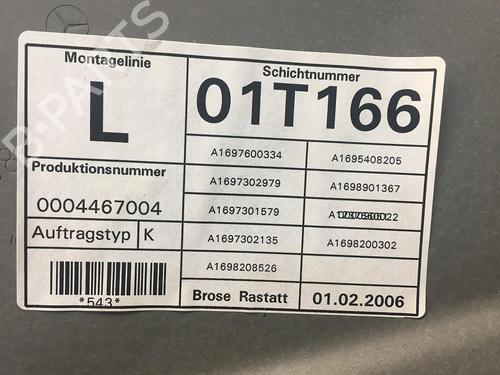 Montagelinie
L
Schichtnummer
01T166
Produktionsnummer
0004467004
Auftragstyp K
*543*
A1697600334 A1695408205
A1697302979 A1698901367
A1697301579
A1697302135 A1698200302
A1698208526
Brose Rastatt 01.02.2006
B-PARTS